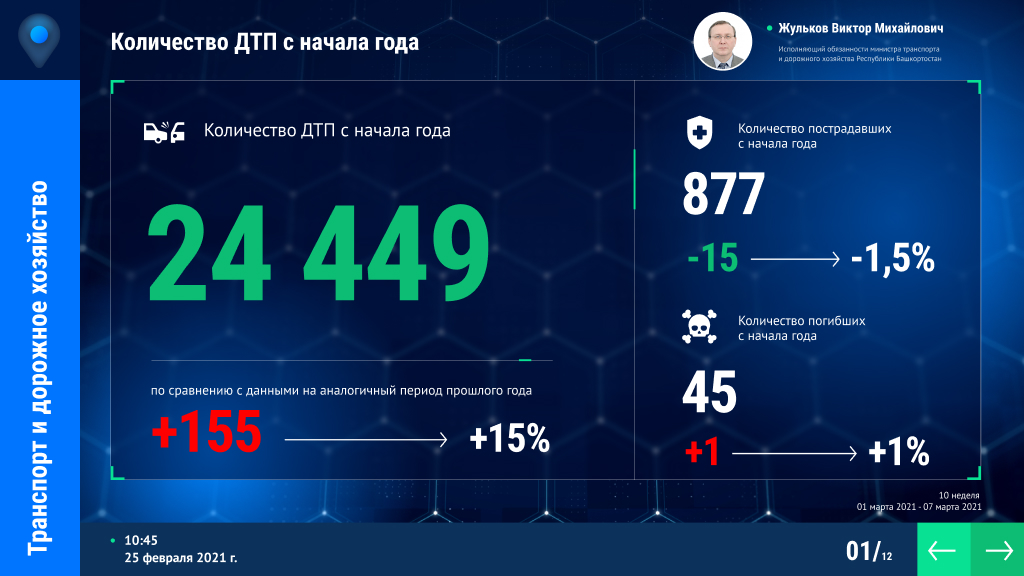 Количество ДТП с начала года
Жульков Виктор Михайлович
Исполняющий обязанности министра транспорта
и дорожного хозяйства Республики Башкортостан
Транспорт и дорожное хозяйство
Количество ДТП с начала года
24 449
по сравнению с данными на аналогичный период прошлого года
+155 +15%
Количество пострадавших
с начала года
877
-15 -1,5%
Количество погибших
с начала года
45
+1 +1%
10 неделя
01 марта 2021 - 07 марта 2021
10:45
25 февраля 2021 г.
01/12